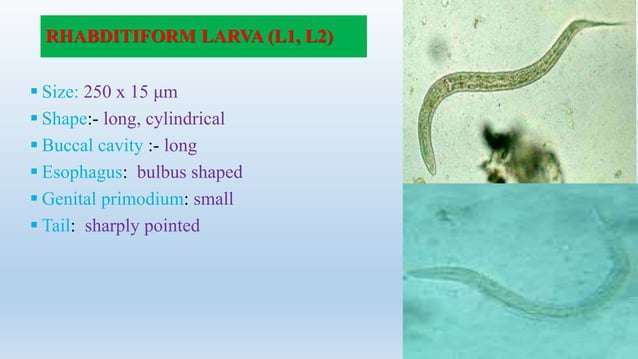 RHABDITIFORM LARVA (L1, L2)
▪ Size: 250 x 15 μm
▪ Shape:- long, cylindrical
▪ Buccal cavity :- long
▪ Esophagus: bulbus shaped
▪ Genital primodium: small
▪ Tail: sharply pointed